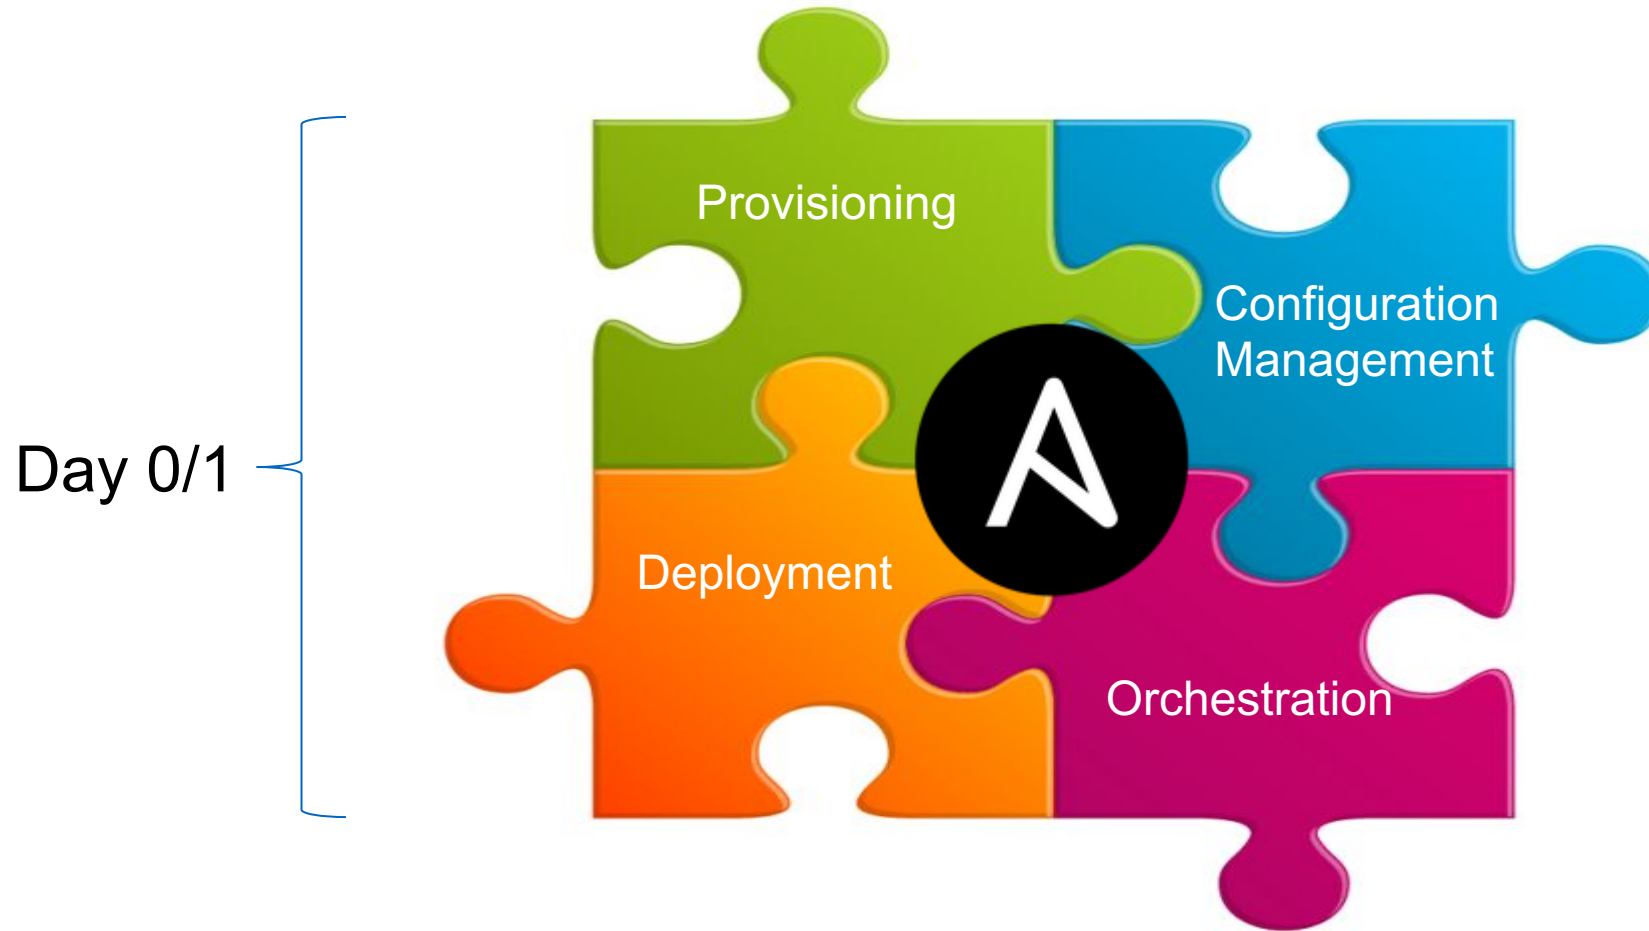 Provisioning
Configuration
Management
Day 0/1
Deployment
Orchestration